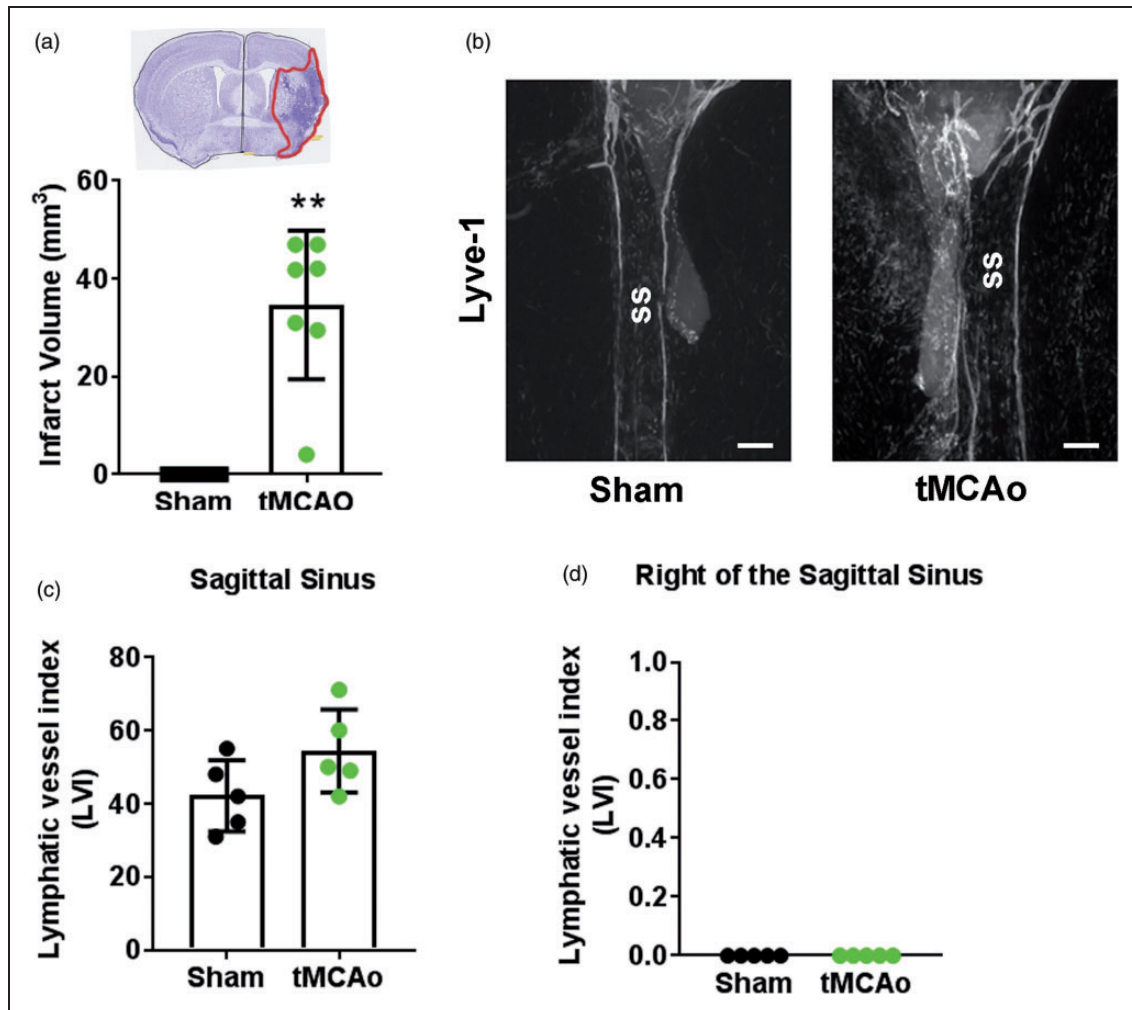 (a)
60
40
20
0
Infarct Volume (mm³)
**
Sham tMCAO
(b)
Lyve-1
SS
SS
Sham
tMCAo
(c)
Sagittal Sinus
Lymphatic vessel index
(LVI)
80
60
40
20
0
Sham tMCAo
(d)
Right of the Sagittal Sinus
Lymphatic vessel index
(LVI)
1.0
0.8
0.6
0.4
0.2
0.0
Sham tMCAo